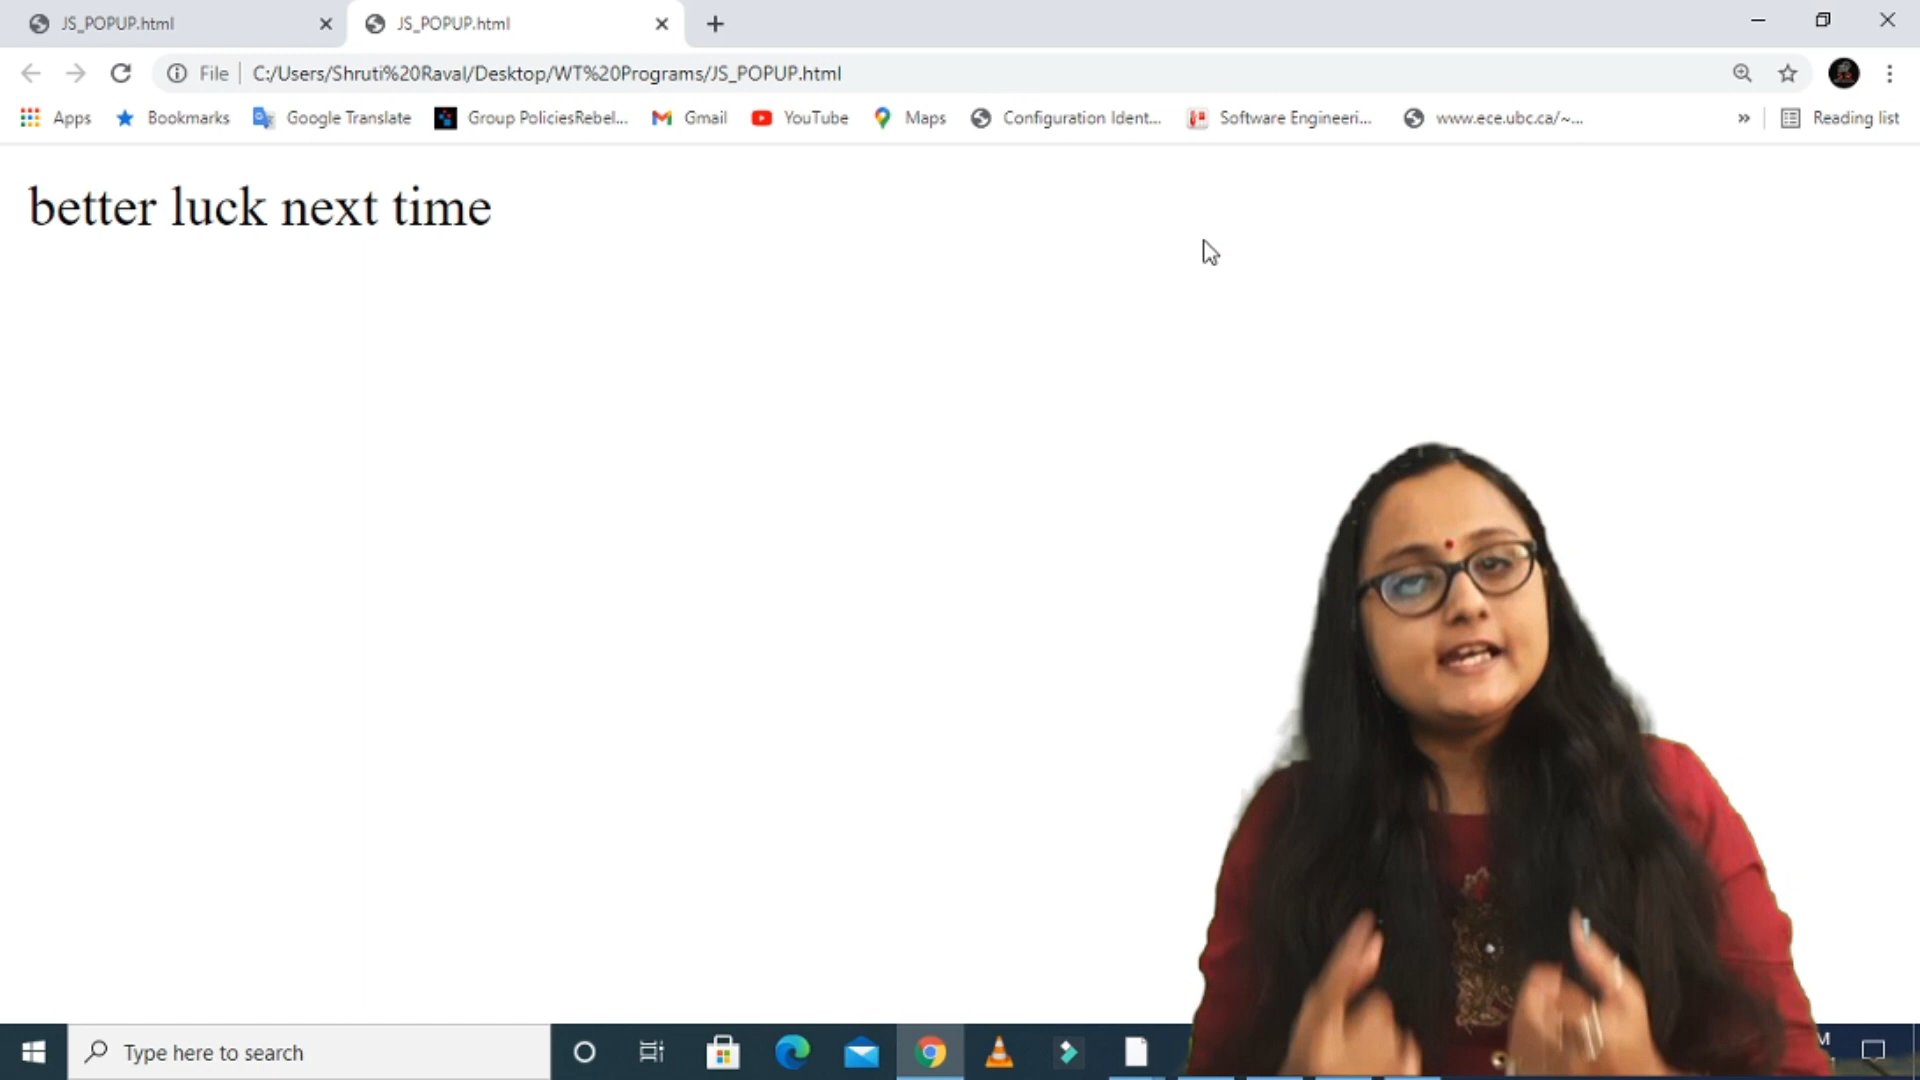 JS_POPUP.html
JS_POPUP.html
File
C:/Users/Shruti%20Raval/Desktop/WT%20Programs/JS_POPUP.html
Apps
Bookmarks
Google Translate
Group PoliciesRebel...
Gmail
YouTube
Maps
Configuration Ident...
Software Engineeri...
www.ece.ubc.ca/~...
»
Reading list
better luck next time
Type here to search
M